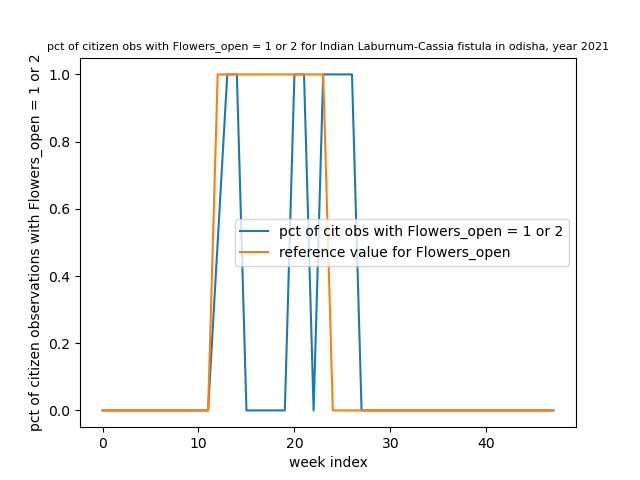 pct of citizen obs with Flowers_open = 1 or 2 for Indian Laburnum-Cassia fistula in odisha, year 2021
pct of citizen observations with Flowers_open = 1 or 2
1.0
0.8
0.6
0.4
0.2
0.0
pct of cit obs with Flowers_open = 1 or 2
reference value for Flowers_open
0 10 20 30 40
week index